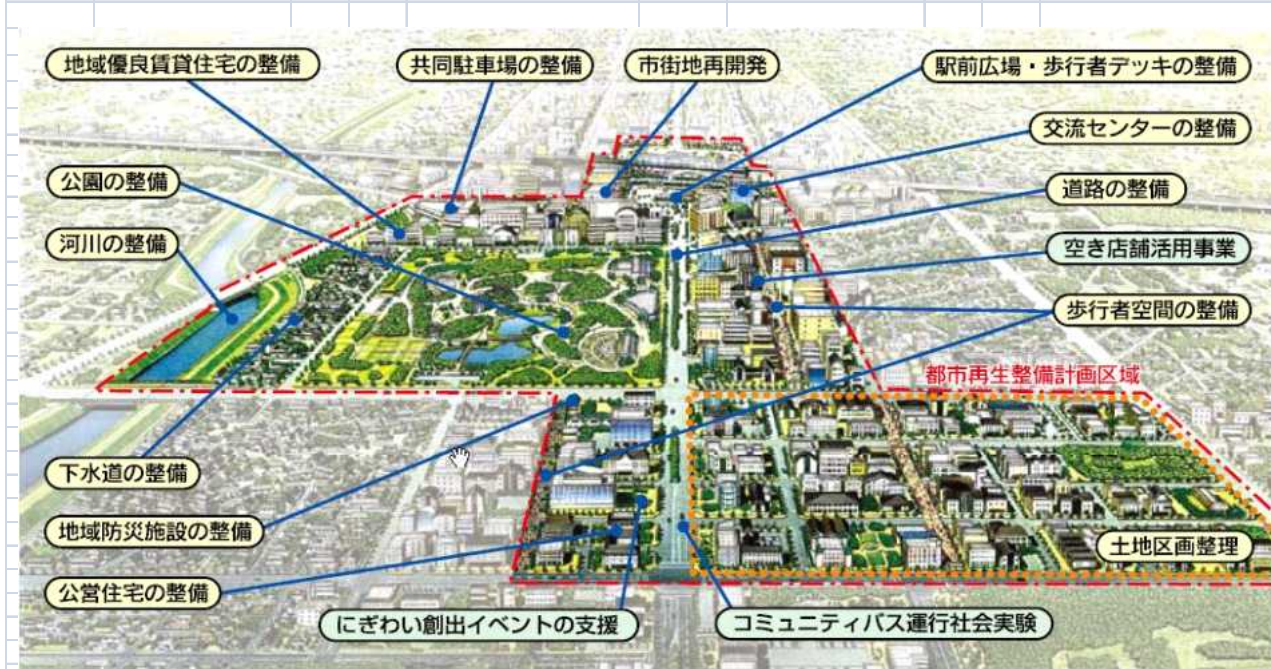 地域優良賃貸住宅の整備
共同駐車場の整備
市街地再開発
駅前広場・歩行者デッキの整備
交流センターの整備
公園の整備
道路の整備
河川の整備
空き店舗活用事業
歩行者空間の整備
都市再生整備計画区域
下水道の整備
地域防災施設の整備
土地区画整理
公営住宅の整備
にぎわい創出イベントの支援
コミュニティバス運行社会実験